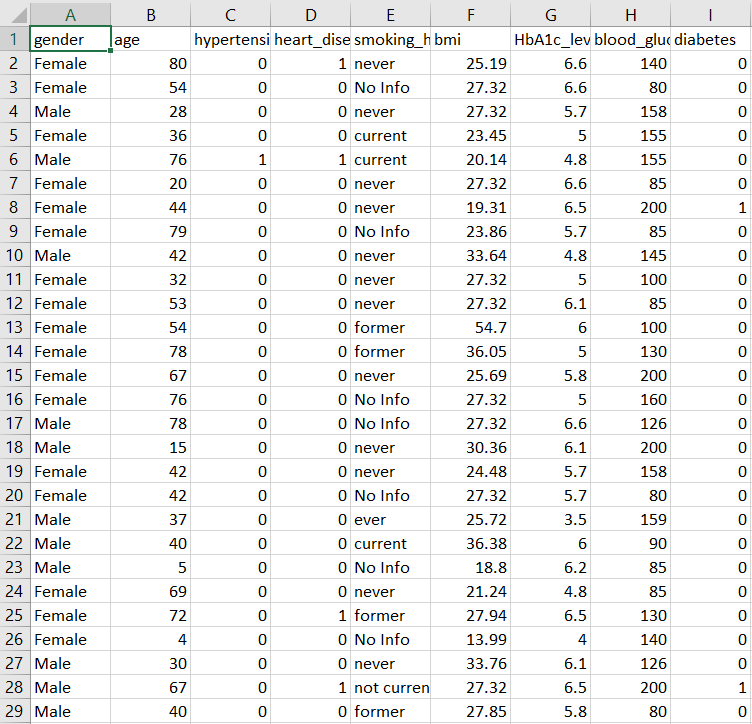 A B C D E F G H I
1 gender age hypertensi heart_dise smoking_h bmi HbA1c_lev blood_gluc diabetes
2 Female 80 0 1 never 25.19 6.6 140 0
3 Female 54 0 0 No Info 27.32 6.6 80 0
4 Male 28 0 0 never 27.32 5.7 158 0
5 Female 36 0 0 current 23.45 5 155 0
6 Male 76 1 1 current 20.14 4.8 155 0
7 Female 20 0 0 never 27.32 6.6 85 0
8 Female 44 0 0 never 19.31 6.5 200 1
9 Female 79 0 0 No Info 23.86 5.7 85 0
10 Male 42 0 0 never 33.64 4.8 145 0
11 Female 32 0 0 never 27.32 5 100 0
12 Female 53 0 0 never 27.32 6.1 85 0
13 Female 54 0 0 former 54.7 6 100 0
14 Female 78 0 0 former 36.05 5 130 0
15 Female 67 0 0 never 25.69 5.8 200 0
16 Female 76 0 0 No Info 27.32 5 160 0
17 Male 78 0 0 No Info 27.32 6.6 126 0
18 Male 15 0 0 never 30.36 6.1 200 0
19 Female 42 0 0 never 24.48 5.7 158 0
20 Female 42 0 0 No Info 27.32 5.7 80 0
21 Male 37 0 0 ever 25.72 3.5 159 0
22 Male 40 0 0 current 36.38 6 90 0
23 Male 5 0 0 No Info 18.8 6.2 85 0
24 Female 69 0 0 never 21.24 4.8 85 0
25 Female 72 0 1 former 27.94 6.5 130 0
26 Female 4 0 0 No Info 13.99 4 140 0
27 Male 30 0 0 never 33.76 6.1 126 0
28 Male 67 0 1 not curren 27.32 6.5 200 1
29 Male 40 0 0 former 27.85 5.8 80 0